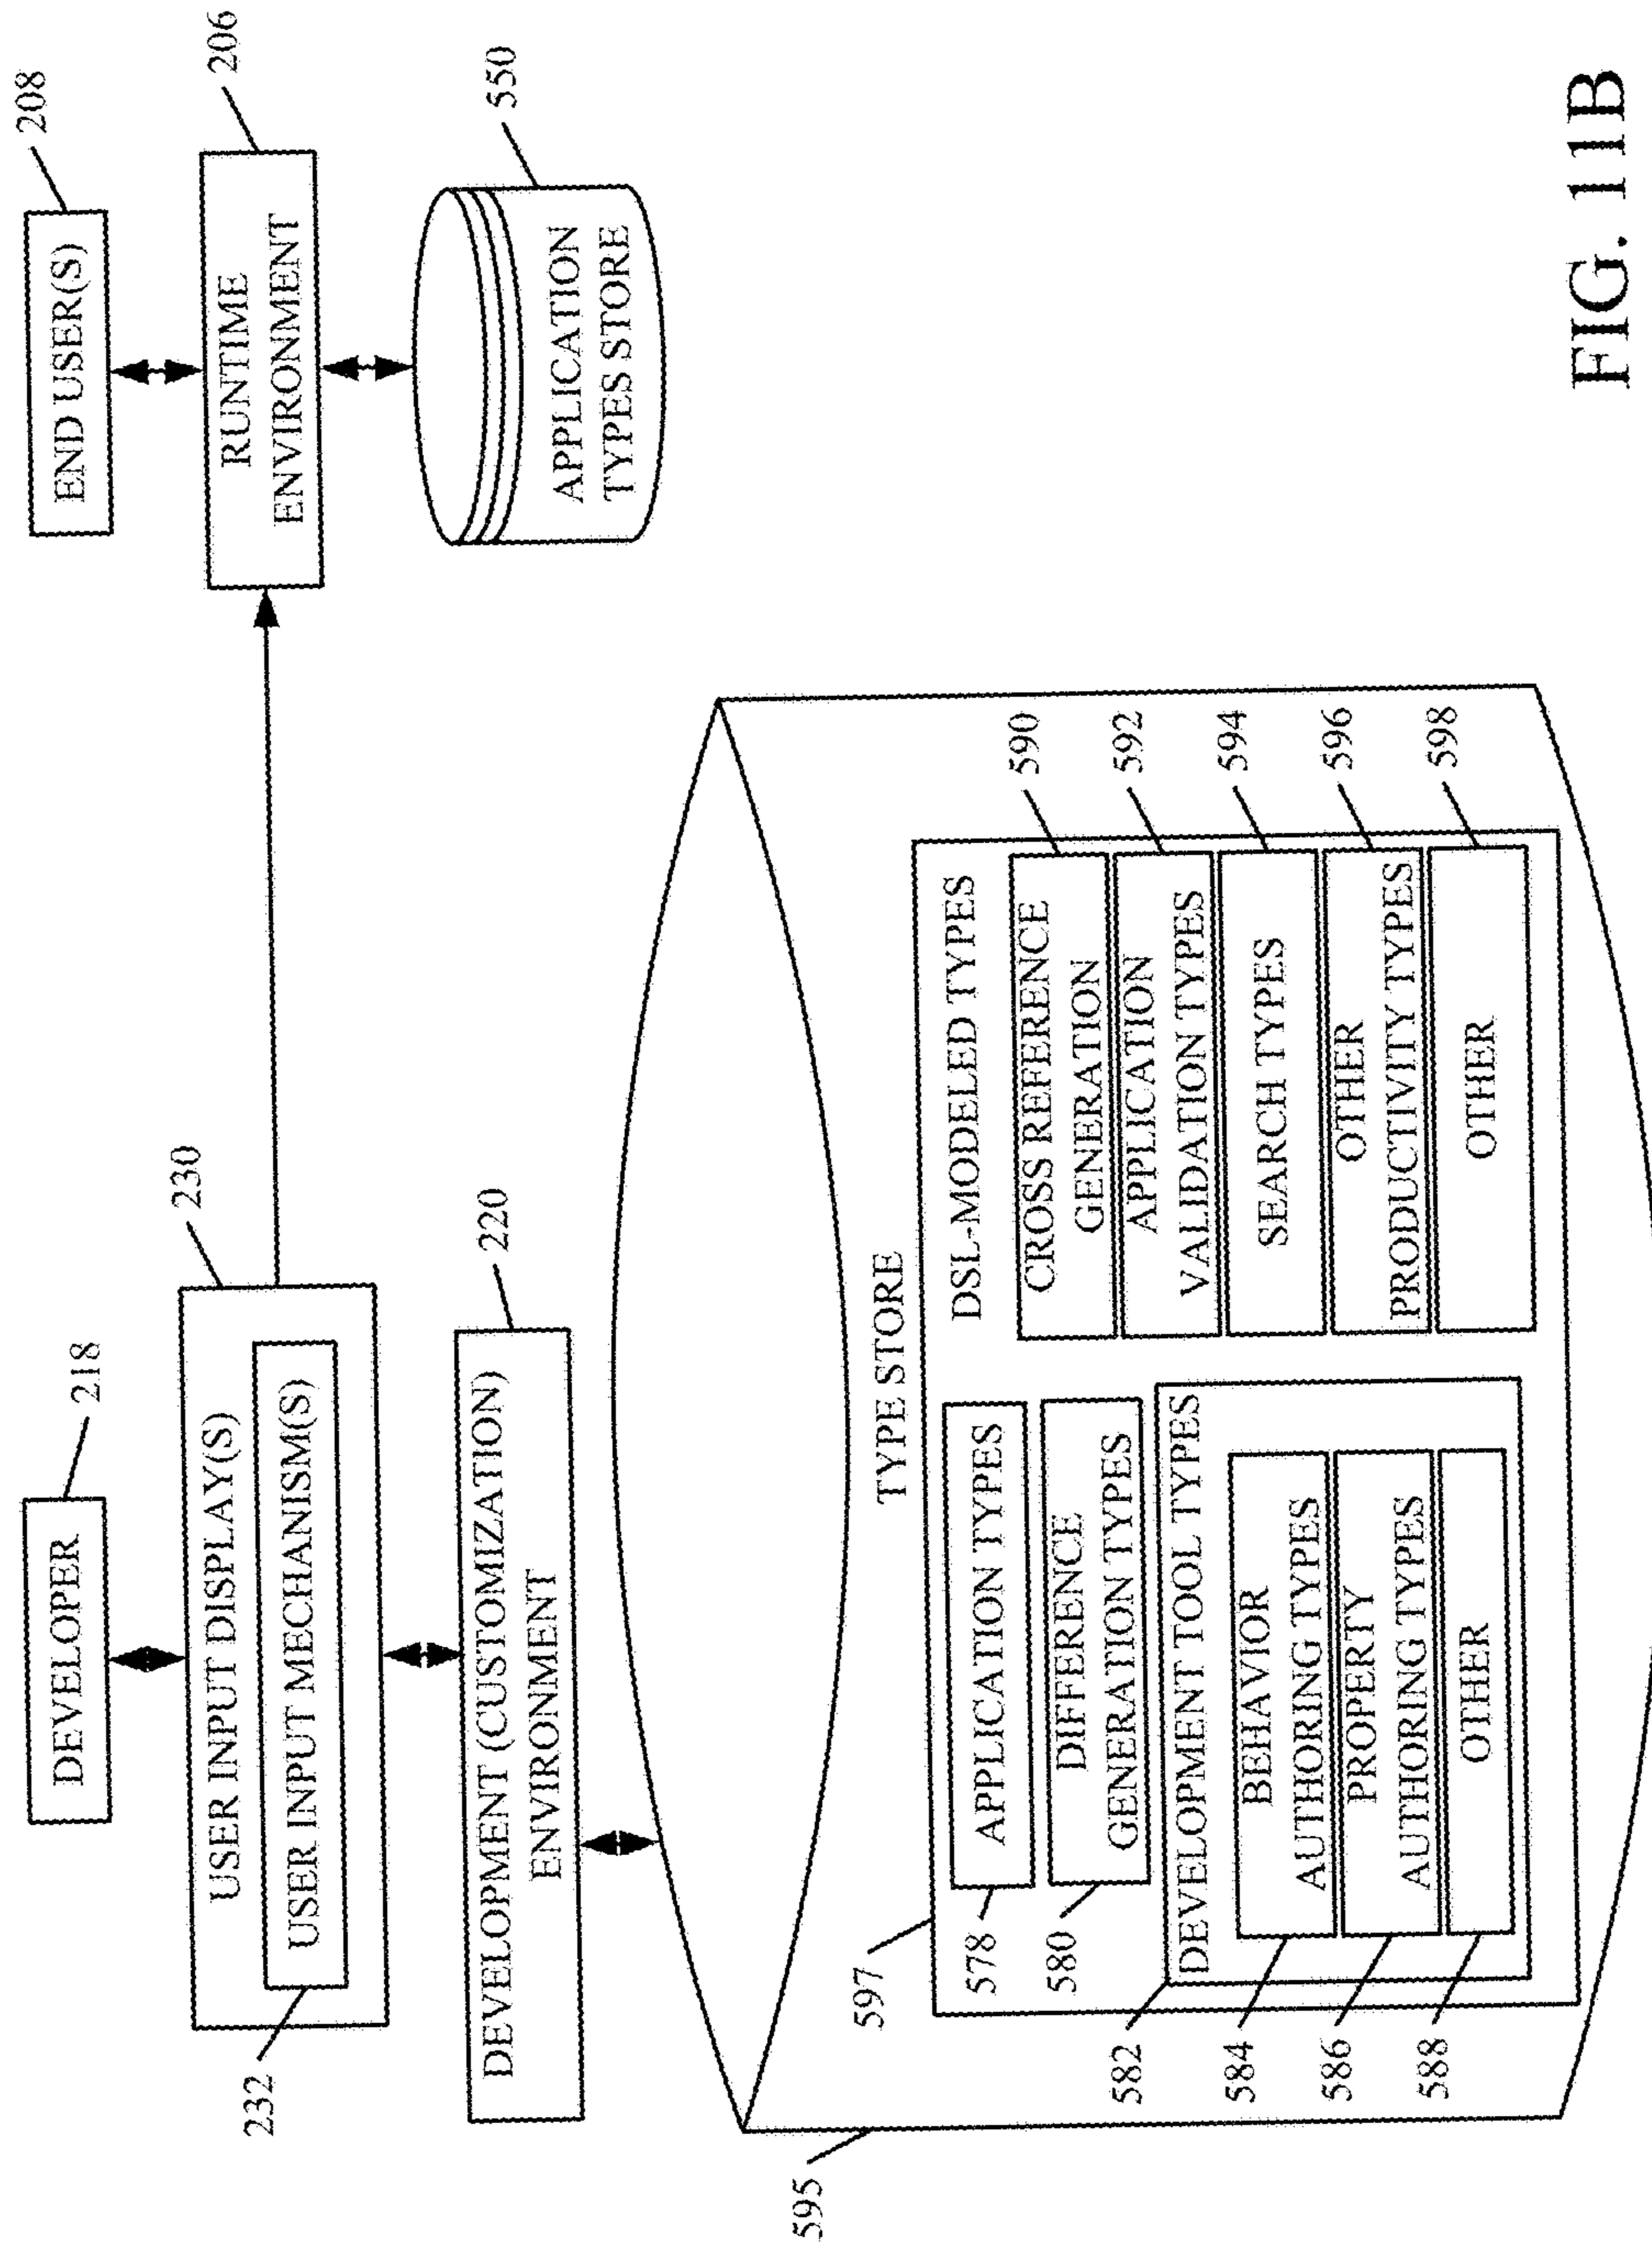 208
END USER(S)
206
RUNTIME
ENVIRONMENT
550
APPLICATION
TYPES STORE
218
DEVELOPER
230
USER INPUT DISPLAY(S)
USER INPUT MECHANISM(S)
232
220
DEVELOPMENT (CUSTOMIZATION)
ENVIRONMENT
595
TYPE STORE
597
DSL-MODELED TYPES
578
APPLICATION TYPES
580
DIFFERENCE
GENERATION TYPES
582
DEVELOPMENT TOOL TYPES
584
BEHAVIOR
AUTHORING TYPES
586
PROPERTY
AUTHORING TYPES
588
OTHER
590
CROSS REFERENCE
GENERATION
592
APPLICATION
VALIDATION TYPES
594
SEARCH TYPES
596
OTHER
PRODUCTIVITY TYPES
598
OTHER
FIG. 11B